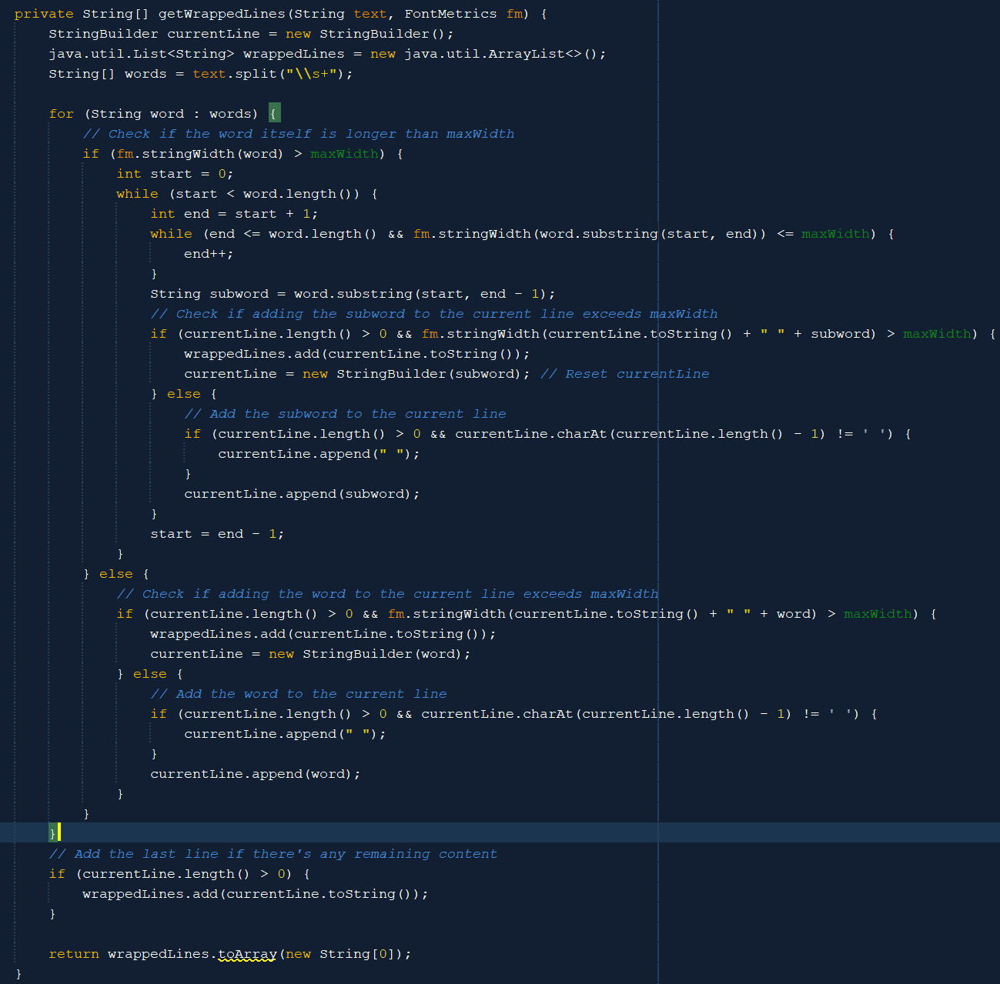 private String[] getWrappedLines(String text, FontMetrics fm) {
    StringBuilder currentLine = new StringBuilder();
    java.util.List<String> wrappedLines = new java.util.ArrayList<>();
    String[] words = text.split("\\s+");

    for (String word : words) {
        // Check if the word itself is longer than maxWidth
        if (fm.stringWidth(word) > maxWidth) {
            int start = 0;
            while (start < word.length()) {
                int end = start + 1;
                while (end <= word.length() && fm.stringWidth(word.substring(start, end)) <= maxWidth) {
                    end++;
                }
                String subword = word.substring(start, end - 1);
                // Check if adding the subword to the current line exceeds maxWidth
                if (currentLine.length() > 0 && fm.stringWidth(currentLine.toString() + " " + subword) > maxWidth) {
                    wrappedLines.add(currentLine.toString());
                    currentLine = new StringBuilder(subword); // Reset currentLine
                } else {
                    // Add the subword to the current line
                    if (currentLine.length() > 0 && currentLine.charAt(currentLine.length() - 1) != ' ') {
                        currentLine.append(" ");
                    }
                    currentLine.append(subword);
                }
                start = end - 1;
            }
        } else {
            // Check if adding the word to the current line exceeds maxWidth
            if (currentLine.length() > 0 && fm.stringWidth(currentLine.toString() + " " + word) > maxWidth) {
                wrappedLines.add(currentLine.toString());
                currentLine = new StringBuilder(word);
            } else {
                // Add the word to the current line
                if (currentLine.length() > 0 && currentLine.charAt(currentLine.length() - 1) != ' ') {
                    currentLine.append(" ");
                }
                currentLine.append(word);
            }
        }
    }
    // Add the last line if there's any remaining content
    if (currentLine.length() > 0) {
        wrappedLines.add(currentLine.toString());
    }

    return wrappedLines.toArray(new String[0]);
}